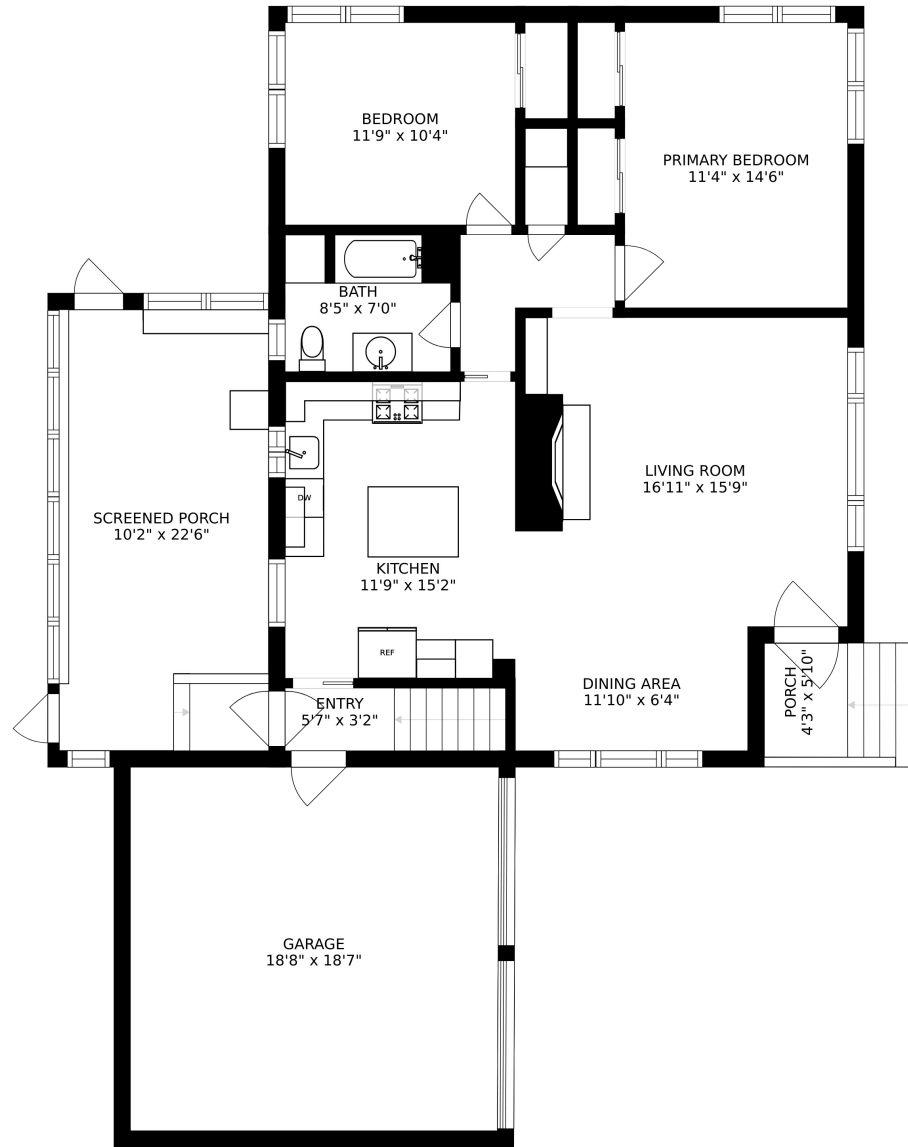 BEDROOM
11'9" x 10'4"
PRIMARY BEDROOM
11'4" x 14'6"
BATH
8'5" x 7'0"
LIVING ROOM
16'11" x 15'9"
DW
SCREENED PORCH
10'2" x 22'6"
KITCHEN
11'9" x 15'2"
REF
DINING AREA
11'10" x 6'4"
PORCH
4'3" x 5'10"
ENTRY
5'7" x 3'2"
GARAGE
18'8" x 18'7"